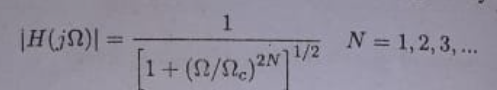 |H(jΩ)| = 1 / [1 + (Ω/Ω_c)^{2N}]^{1/2} N = 1, 2, 3, ...